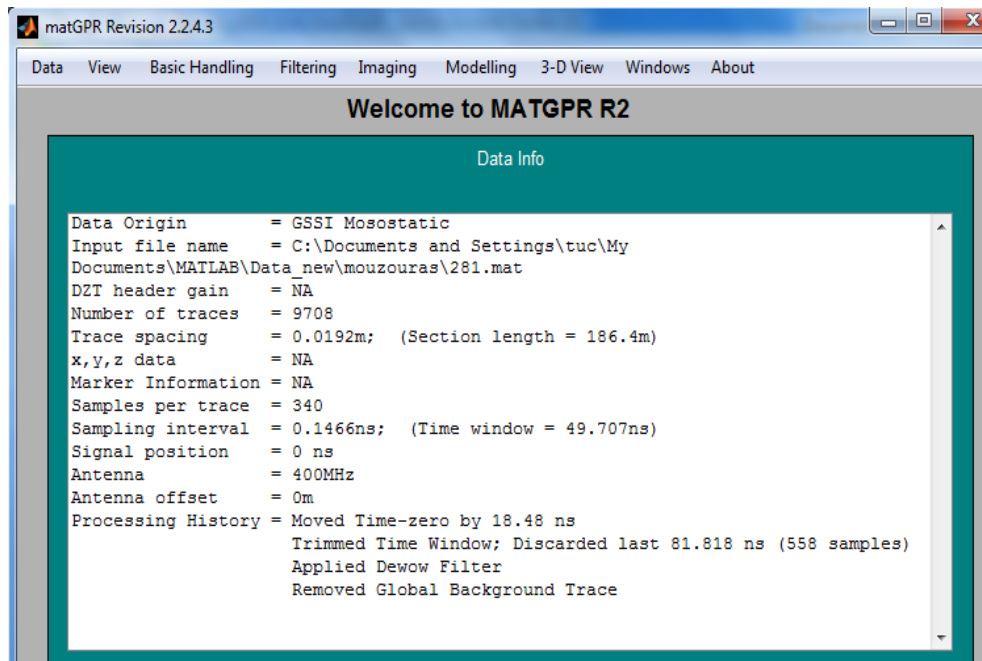 matGPR Revision 2.2.4.3
Data View Basic Handling Filtering Imaging Modelling 3-D View Windows About
Welcome to MATGPR R2
Data Info
Data Origin = GSSI Mosostatic
Input file name = C:\Documents and Settings\tuc\My
Documents\MATLAB\Data_new\mouzouras\281.mat
DZT header gain = NA
Number of traces = 9708
Trace spacing = 0.0192m; (Section length = 186.4m)
x,y,z data = NA
Marker Information = NA
Samples per trace = 340
Sampling interval = 0.1466ns; (Time window = 49.707ns)
Signal position = 0 ns
Antenna = 400MHz
Antenna offset = 0m
Processing History = Moved Time-zero by 18.48 ns
Trimmed Time Window; Discarded last 81.818 ns (558 samples)
Applied Dewow Filter
Removed Global Background Trace